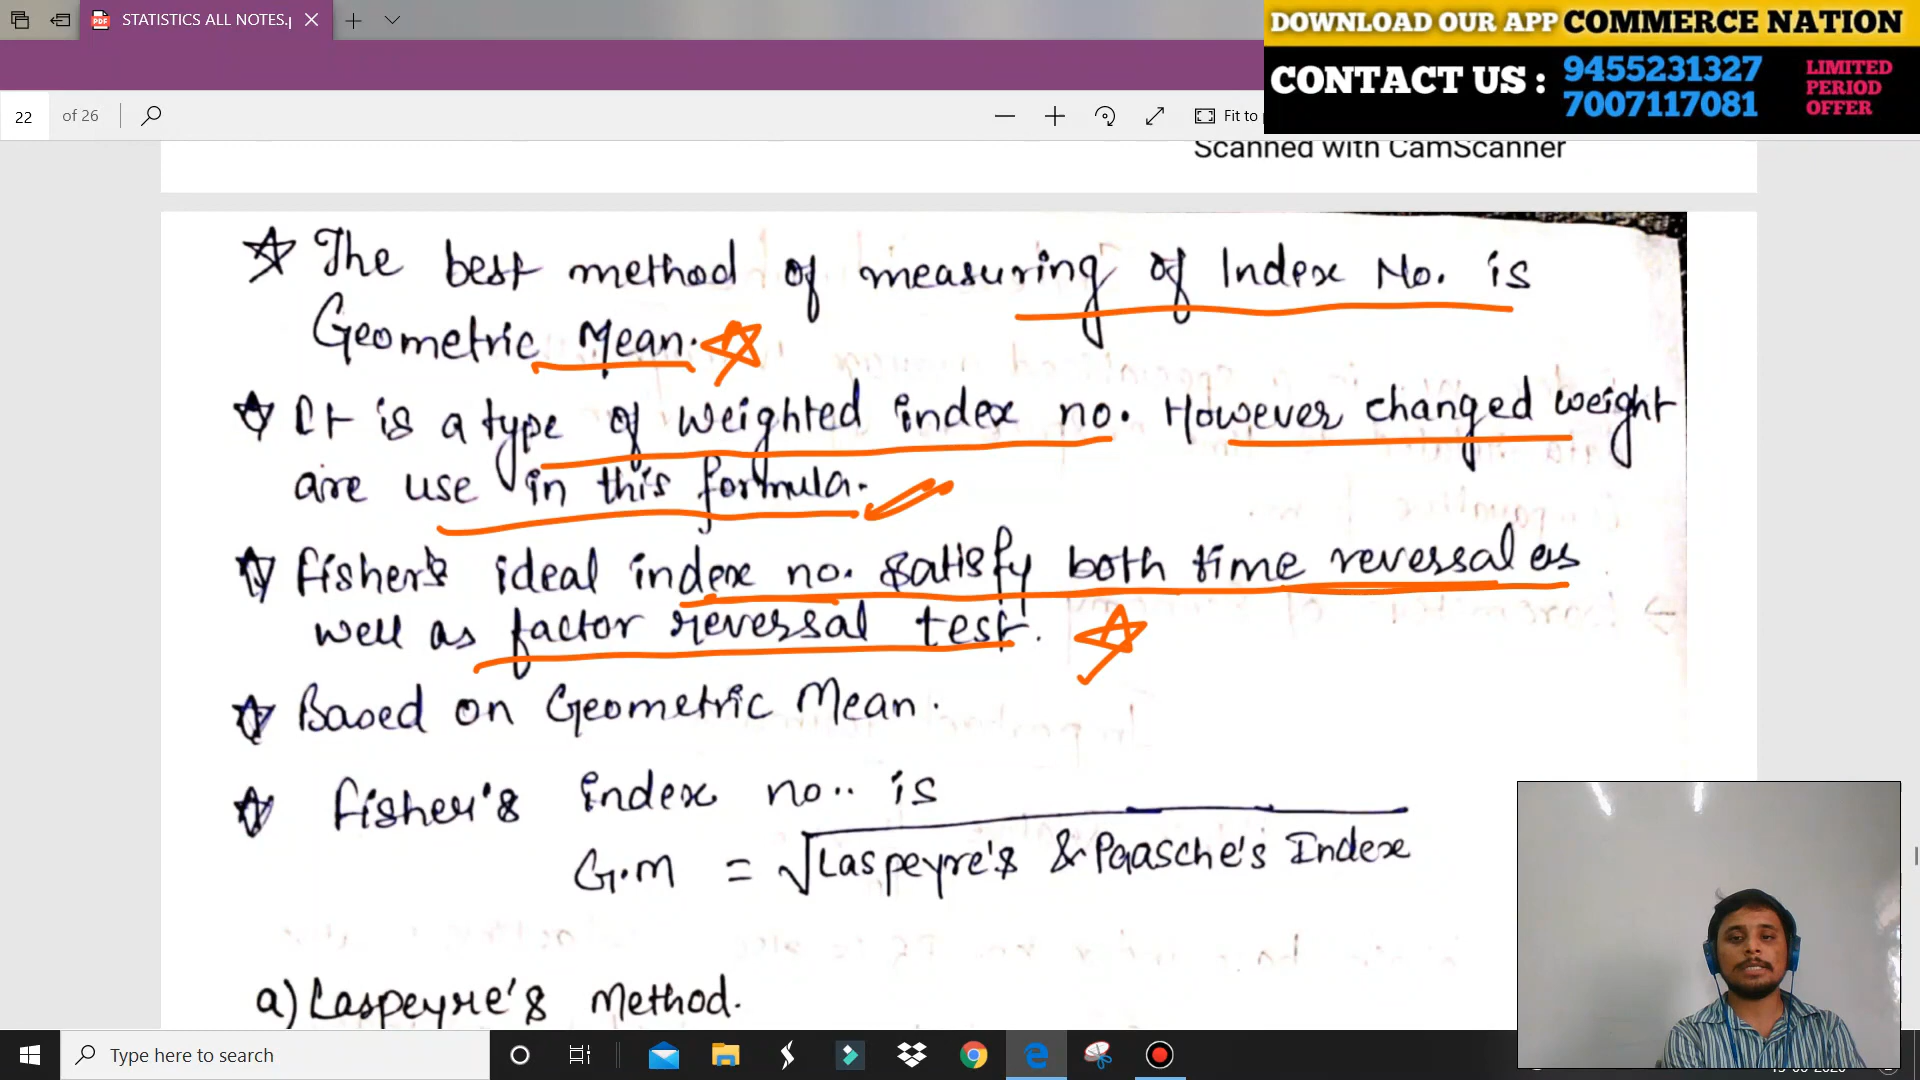 STATISTICS ALL NOTES.p
DOWNLOAD OUR APP COMMERCE NATION
CONTACT US : 9455231327
7007117081
LIMITED
PERIOD
OFFER
22 of 26
Fit to
Scanned with CamScanner
The best method of measuring of Index No. is
Geometric Mean.
It is a type of weighted index no. However changed weight
are use in this formula.
fisher's ideal index no. satisfy both time reversal as
well as factor reversal test.
Based on Geometric Mean.
fisher's index no.. is
G.M = √Laspeyre's & Paasche's Index
a) Laspeyre's Method.
Type here to search